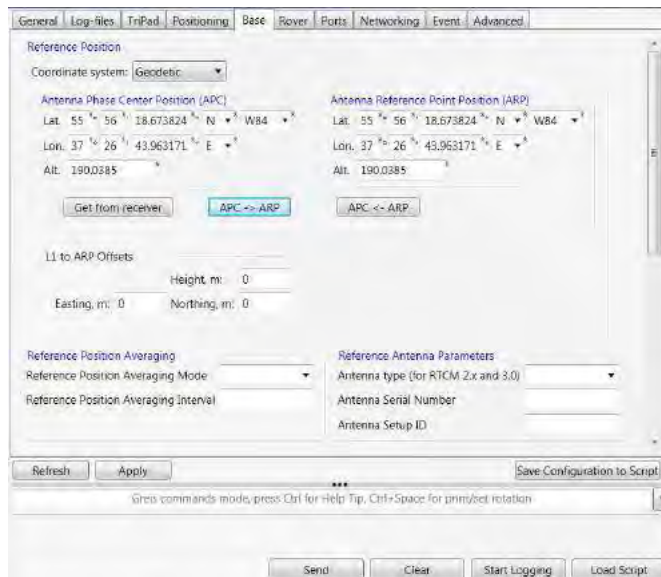 General Log-files TriPad Positioning Base Rover Ports Networking Event Advanced
Reference Position
Coordinate system: Geodetic
Antenna Phase Center Position (APC)
Lat. 55 ° 56 ' 18.673824 " N W84
Lon. 37 ° 26 ' 43.963171 " E
Alt. 190.0385
Antenna Reference Point Position (ARP)
Lat. 55 ° 56 ' 18.673824 " N W84
Lon. 37 ° 26 ' 43.963171 " E
Alt. 190.0385
Get from receiver APC -> ARP APC <- ARP
L1 to ARP Offsets
Height, m: 0
Easting, m: 0 Northing, m: 0
Reference Position Averaging
Reference Position Averaging Mode
Reference Position Averaging Interval
Reference Antenna Parameters
Antenna type (for RTCM 2.x and 3.0)
Antenna Serial Number
Antenna Setup ID
Refresh Apply Save Configuration to Script
Greis commands mode, press Ctrl for Help Tip, Ctrl+Space for print/set rotation
Send Clear Start Logging Load Script